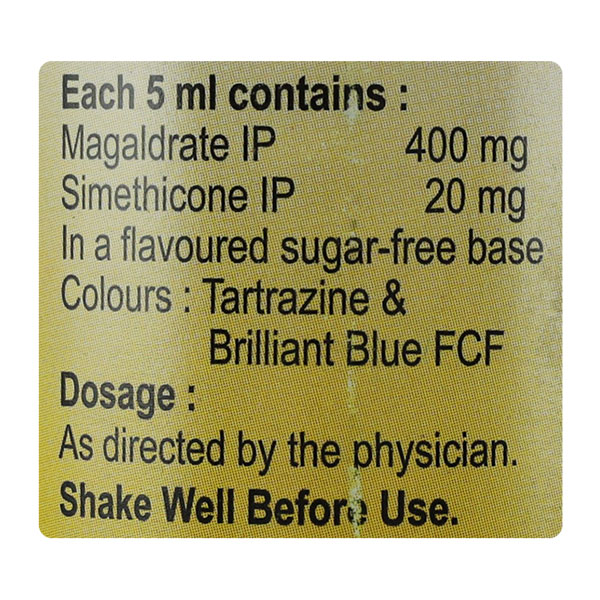 Each 5 ml contains :
Magaldrate IP 400 mg
Simethicone IP 20 mg
In a flavoured sugar-free base
Colours : Tartrazine &
Brilliant Blue FCF
Dosage :
As directed by the physician.
Shake Well Before Use.